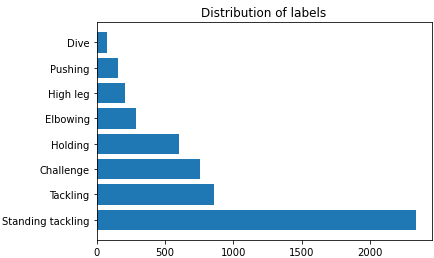 Distribution of labels
Dive
Pushing
High leg
Elbowing
Holding
Challenge
Tackling
Standing tackling
0 500 1000 1500 2000